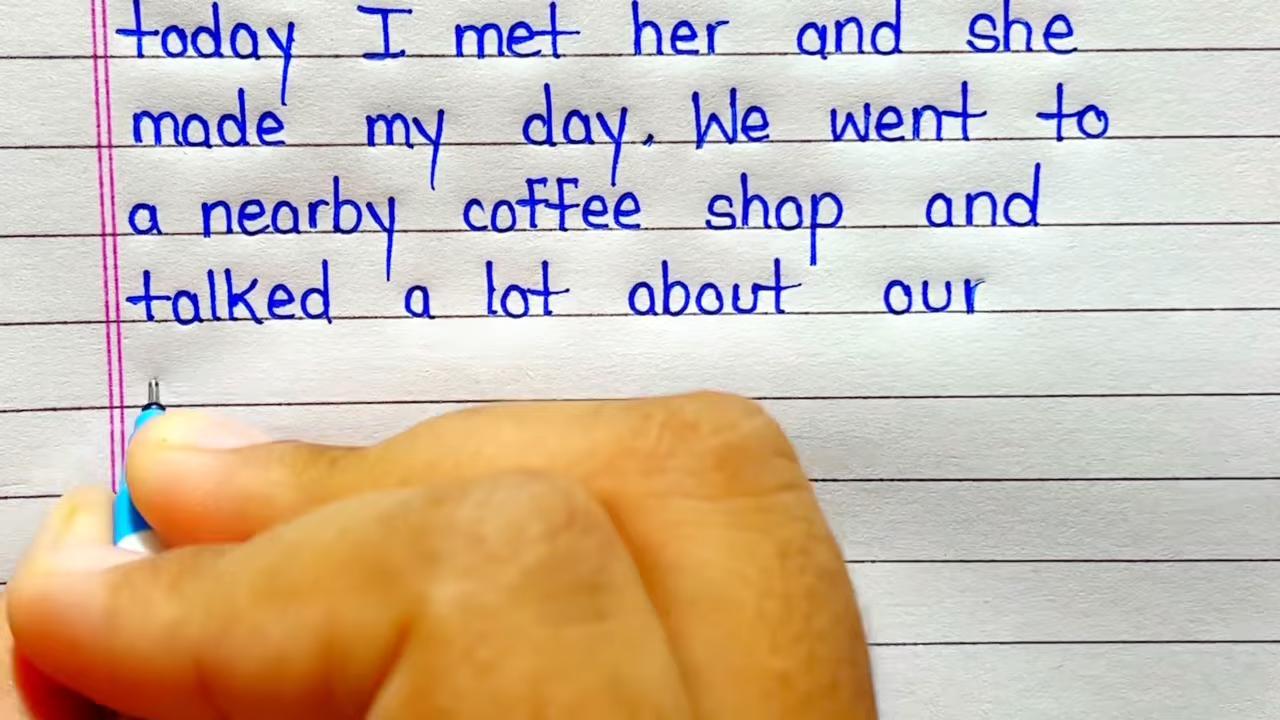 today I met her and she
made my day. We went to
a nearby coffee shop and
talked a lot about our